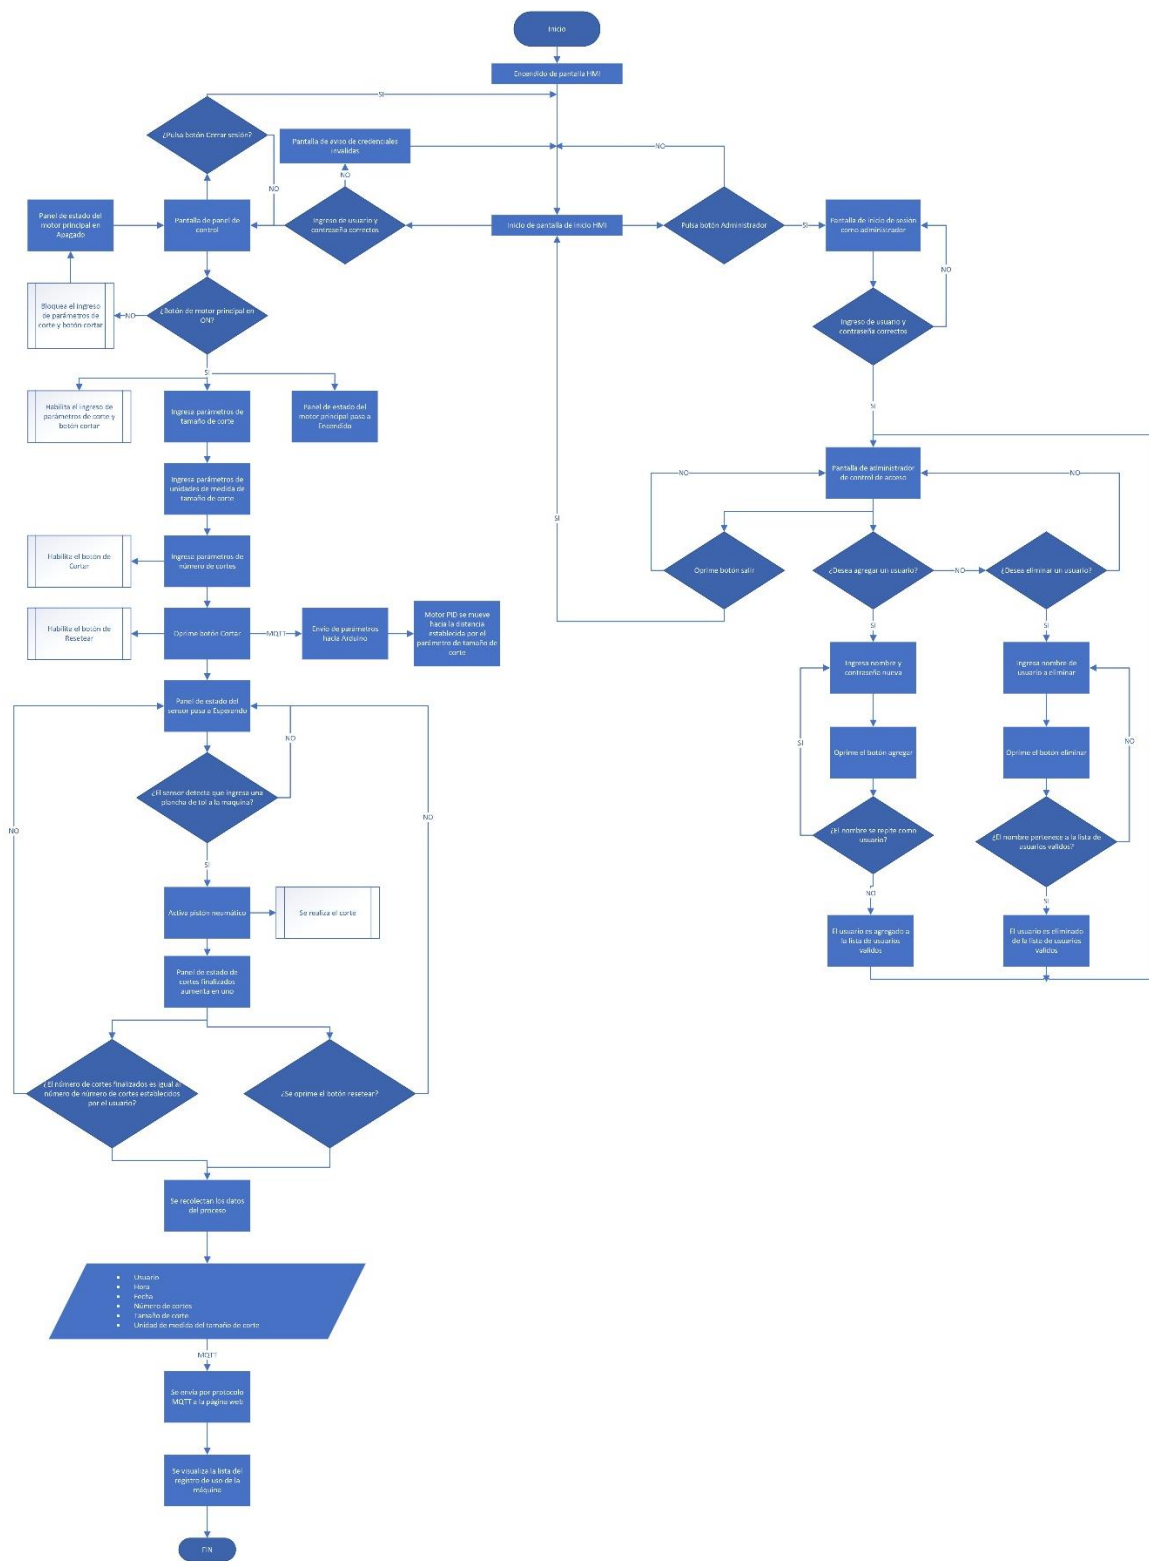 Inicio
Encendido de pantalla HMI
SI
¿Pulsa botón Cerrar sesión?
Pantalla de aviso de credenciales
invalidas
NO
NO
NO
Panel de estado del
motor principal en
Apagado
Pantalla de panel de
control
Ingreso de usuario y
contraseña correctos
Inicio de pantalla de inicio HMI
Pulsa botón Administrador
SI
Pantalla de inicio de sesión
como administrador
NO
Bloquea el ingreso
de parámetros de
corte y botón cortar
NO
¿Botón de motor principal en
ON?
Ingreso de usuario y
contraseña correctos
SI
SI
Habilita el ingreso de
parámetros de corte y
botón cortar
Ingresa parámetros de
tamaño de corte
Panel de estado del
motor principal pasa a
Encendido
Ingresa parámetros de
unidades de medida de
tamaño de corte
NO
Pantalla de administrador
de control de acceso
NO
SI
Habilita el botón de
Cortar
Ingresa parámetros de
número de cortes
Oprime botón salir
¿Desea agregar un usuario?
NO
¿Desea eliminar un usuario?
Habilita el botón de
Resetear
Oprime botón Cortar
MQTT
Envío de parámetros
hacia Arduino
Motor PID se mueve
hacia la distancia
establecida por el
parámetro de tamaño de
corte
SI
SI
Ingresa nombre y
contraseña nueva
Ingresa nombre de
usuario a eliminar
Panel de estado del
sensor pasa a Esperando
NO
SI
NO
Oprime el botón agregar
Oprime el botón eliminar
¿El sensor detecta que ingresa una
plancha de tol a la maquina?
NO
NO
¿El nombre se repite como
usuario?
¿El nombre pertenece a la lista de
usuarios validos?
SI
NO
SI
Activa pistón neumático
Se realiza el corte
El usuario es agregado a
la lista de usuarios
validos
El usuario es eliminado
de la lista de usuarios
validos
Panel de estado de
cortes finalizados
aumenta en uno
¿El número de cortes finalizados es igual al
número de número de cortes establecidos
por el usuario?
¿Se oprime el botón resetear?
Se recolectan los datos
del proceso
▪ Usuario
▪ Hora
▪ Fecha
▪ Número de cortes
▪ Tamaño de corte
▪ Unidad de medida del tamaño de corte
MQTT
Se envía por protocolo
MQTT a la página web
Se visualiza la lista del
registro de uso de la
máquina
FIN